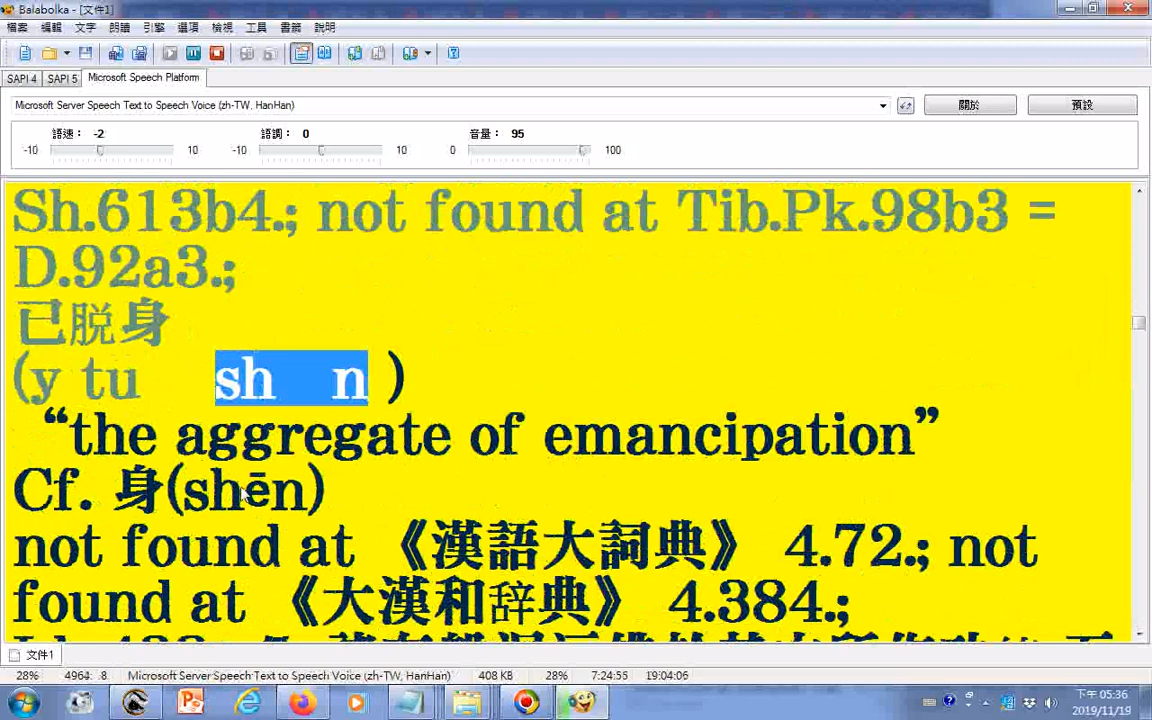 Balabolka - [文件1]
檔案 編輯 文字 朗讀 引擎 選項 檢視 工具 書籤 說明
SAPI 4 SAPI 5 Microsoft Speech Platform
Microsoft Server Speech Text to Speech Voice (zh-TW, HanHan) 關於 預設
語速： -2 語調： 0 音量： 95
-10 10 -10 10 0 100
Sh.613b4.; not found at Tib.Pk.98b3 =
D.92a3.;
已脱身
(y tu sh n )
“the aggregate of emancipation”
Cf. 身(shēn)
not found at 《漢語大詞典》 4.72.; not
found at 《大漢和辞典》 4.384.;
文件1
28% 4964: 8 Microsoft Server Speech Text to Speech Voice (zh-TW, HanHan) 408 KB 28% 7:24:55 19:04:06
下午 05:36
2019/11/19